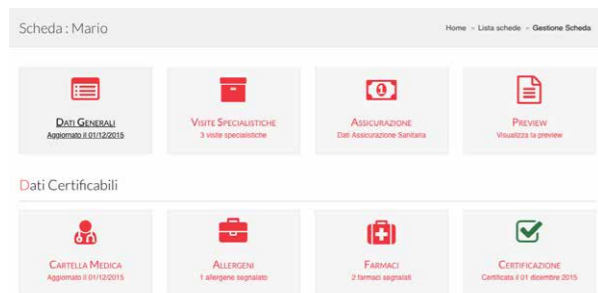 Scheda : Mario
Home - Lista schede - Gestione Scheda
DATI GENERALI
Aggiornato il 01/12/2015
VISITE SPECIALISTICHE
3 visite specialistiche
ASSICURAZIONE
Dati Assicurazione Sanitaria
PREVIEW
Visualizza la preview
Dati Certificabili
CARTELLA MEDICA
Aggiornato il 01/12/2015
ALLERGENI
1 allergene segnalato
FARMACI
2 farmaci segnalati
CERTIFICAZIONE
Certificata il 01 dicembre 2015